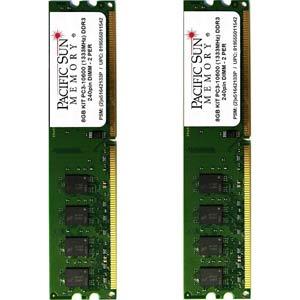 PACIFIC SUN
MEMORY
8GB KIT PC3-10600 (1333MHz) DDR3
240pin DIMM - 2 PER
PACIFIC SUN
MEMORY
8GB KIT PC3-10600 (1333MHz) DDR3
240pin DIMM - 2 PER